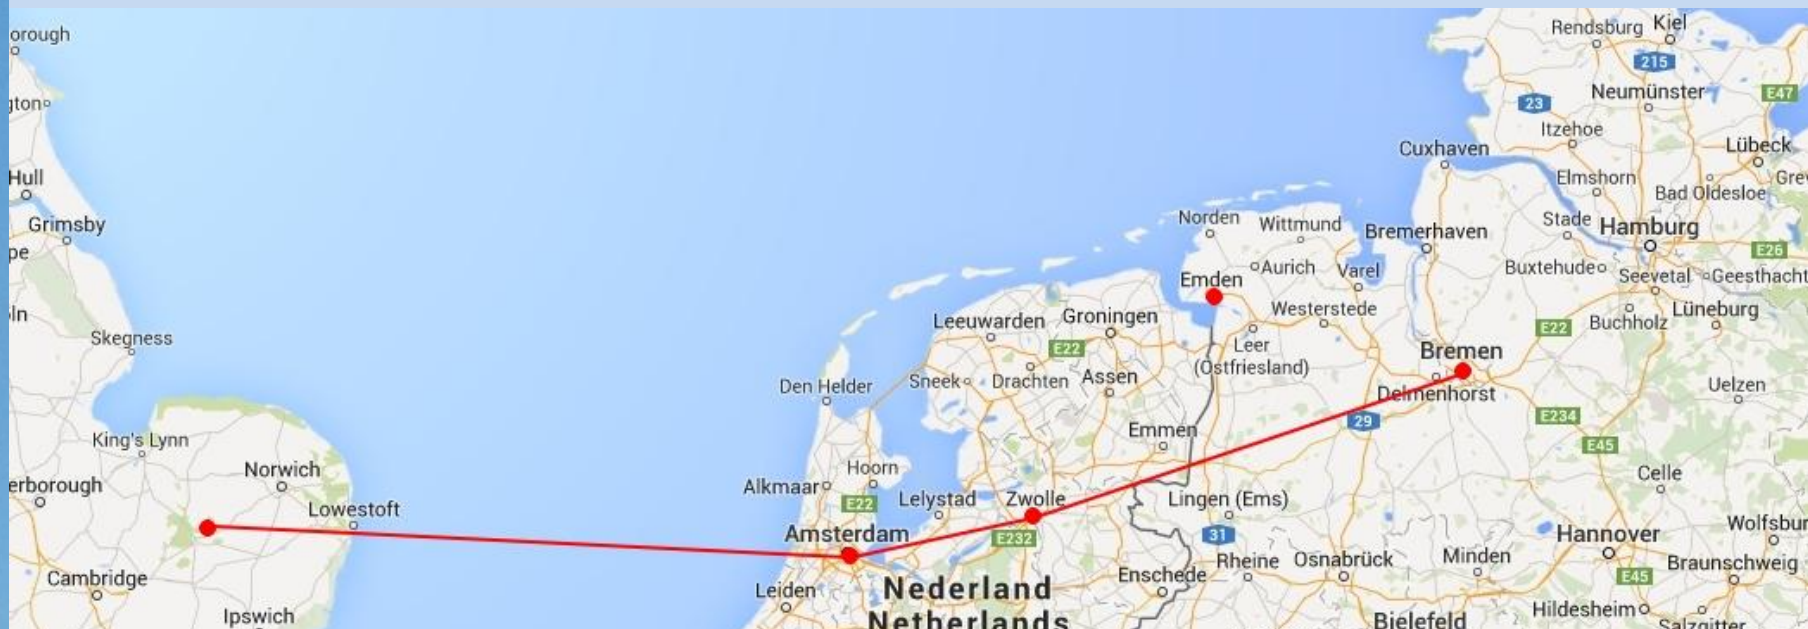 orough
Rendsburg
Kiel
215
gton
23
Neumünster
E47
Itzehoe
Cuxhaven
Lübeck
Hull
Elmshorn
Bad Oldesloe
Grev
Grimsby
Norden
Wittmund
Bremerhaven
Stade
Hamburg
pe
E26
Emden
Aurich
Varel
Buxtehude
Seevetal
Geesthacht
oln
Leeuwarden
Groningen
Westerstede
E22
Buchholz
Lüneburg
Skegness
E22
Leer
(Ostfriesland)
Bremen
Den Helder
Sneek
Drachten
Assen
Delmenhorst
Uelzen
29
E234
King's Lynn
Emmen
E45
Norwich
Hoorn
Celle
erborough
Alkmaar
E22
Lelystad
Zwolle
Lingen (Ems)
Lowestoft
Amsterdam
E232
31
Hannover
Wolfsbur
Cambridge
Leiden
Nederland
Netherlands
Enschede
Rheine
Osnabrück
Minden
E45
Braunschweig
Ipswich
Bielefeld
Hildesheim
Salzgitter